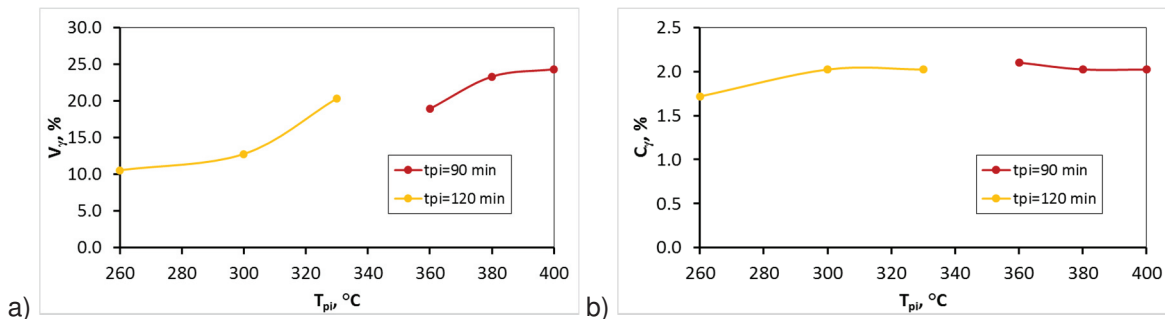 30.0
25.0
20.0
15.0
10.0
5.0
0.0
Vγ, %
260 280 300 320 340 360 380 400
Tpi, °C
tpi=90 min
tpi=120 min
a)
2.5
2.0
1.5
1.0
0.5
0.0
Cγ, %
260 280 300 320 340 360 380 400
Tpi, °C
tpi=90 min
tpi=120 min
b)